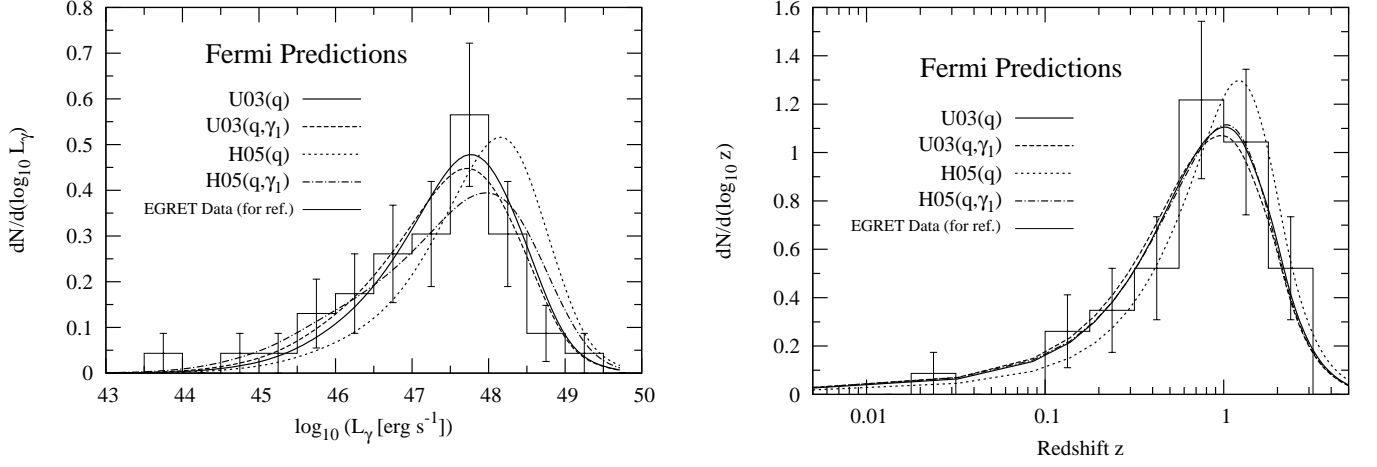 Fermi Predictions
U03(q)
U03(q,γ₁)
H05(q)
H05(q,γ₁)
EGRET Data (for ref.)
dN/d(log₁₀ Lγ)
0.8
0.7
0.6
0.5
0.4
0.3
0.2
0.1
0
43 44 45 46 47 48 49 50
log₁₀ (Lγ [erg s⁻¹])
Fermi Predictions
U03(q)
U03(q,γ₁)
H05(q)
H05(q,γ₁)
EGRET Data (for ref.)
dN/d(log₁₀ z)
1.6
1.4
1.2
1
0.8
0.6
0.4
0.2
0
0.01 0.1 1
Redshift z